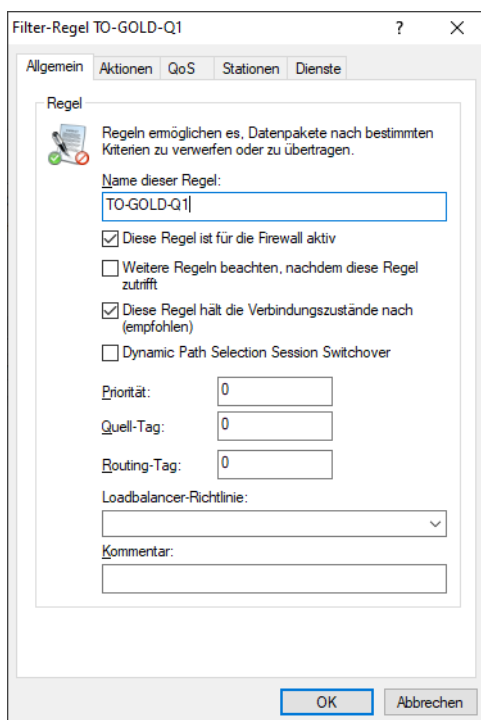 Filter-Regel TO-GOLD-Q1
?
Allgemein Aktionen QoS Stationen Dienste
Regel
Regeln ermöglichen es, Datenpakete nach bestimmten
Kriterien zu verwerfen oder zu übertragen.
Name dieser Regel:
TO-GOLD-Q1
Diese Regel ist für die Firewall aktiv
Weitere Regeln beachten, nachdem diese Regel
zutrifft
Diese Regel hält die Verbindungszustände nach
(empfohlen)
Dynamic Path Selection Session Switchover
Priorität: 0
Quell-Tag: 0
Routing-Tag: 0
Loadbalancer-Richtlinie:
Kommentar:
OK Abbrechen